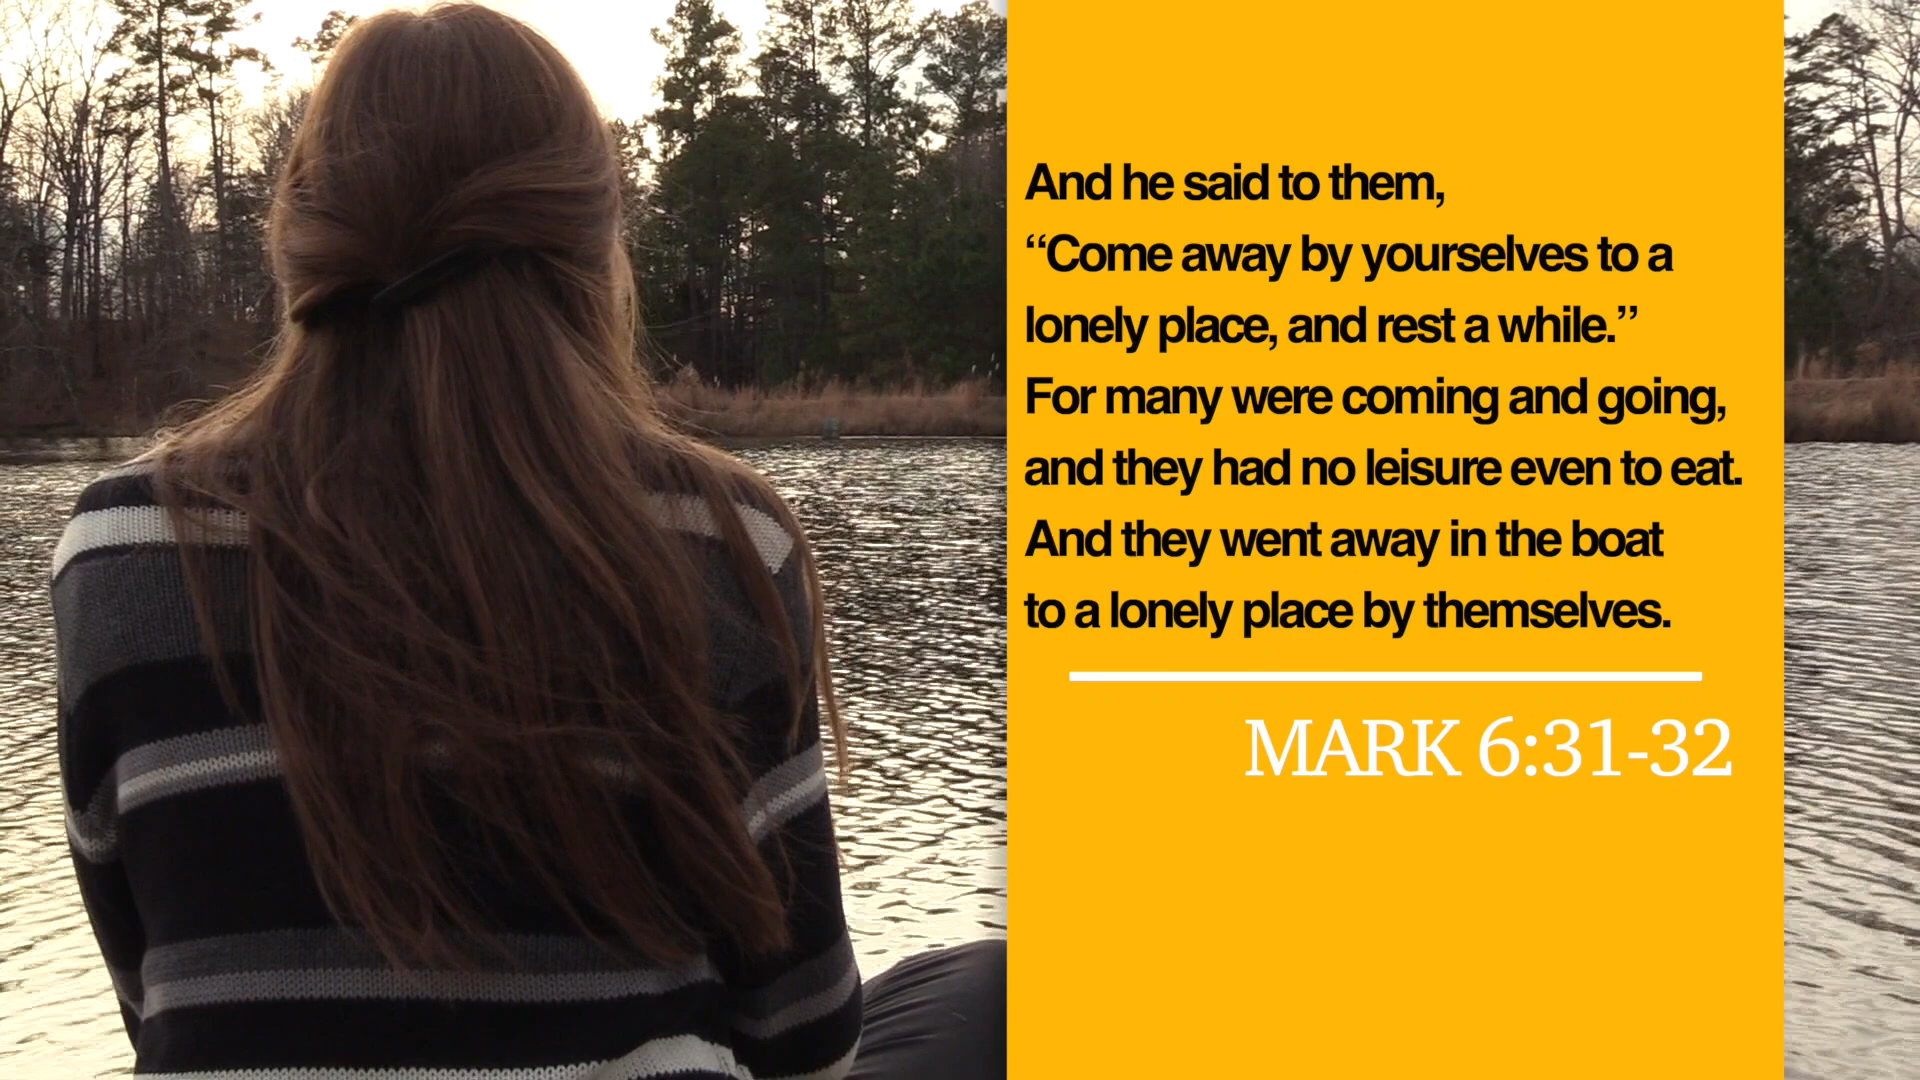 And he said to them,
“Come away by yourselves to a
lonely place, and rest a while.”
For many were coming and going,
and they had no leisure even to eat.
And they went away in the boat
to a lonely place by themselves.
MARK 6:31-32